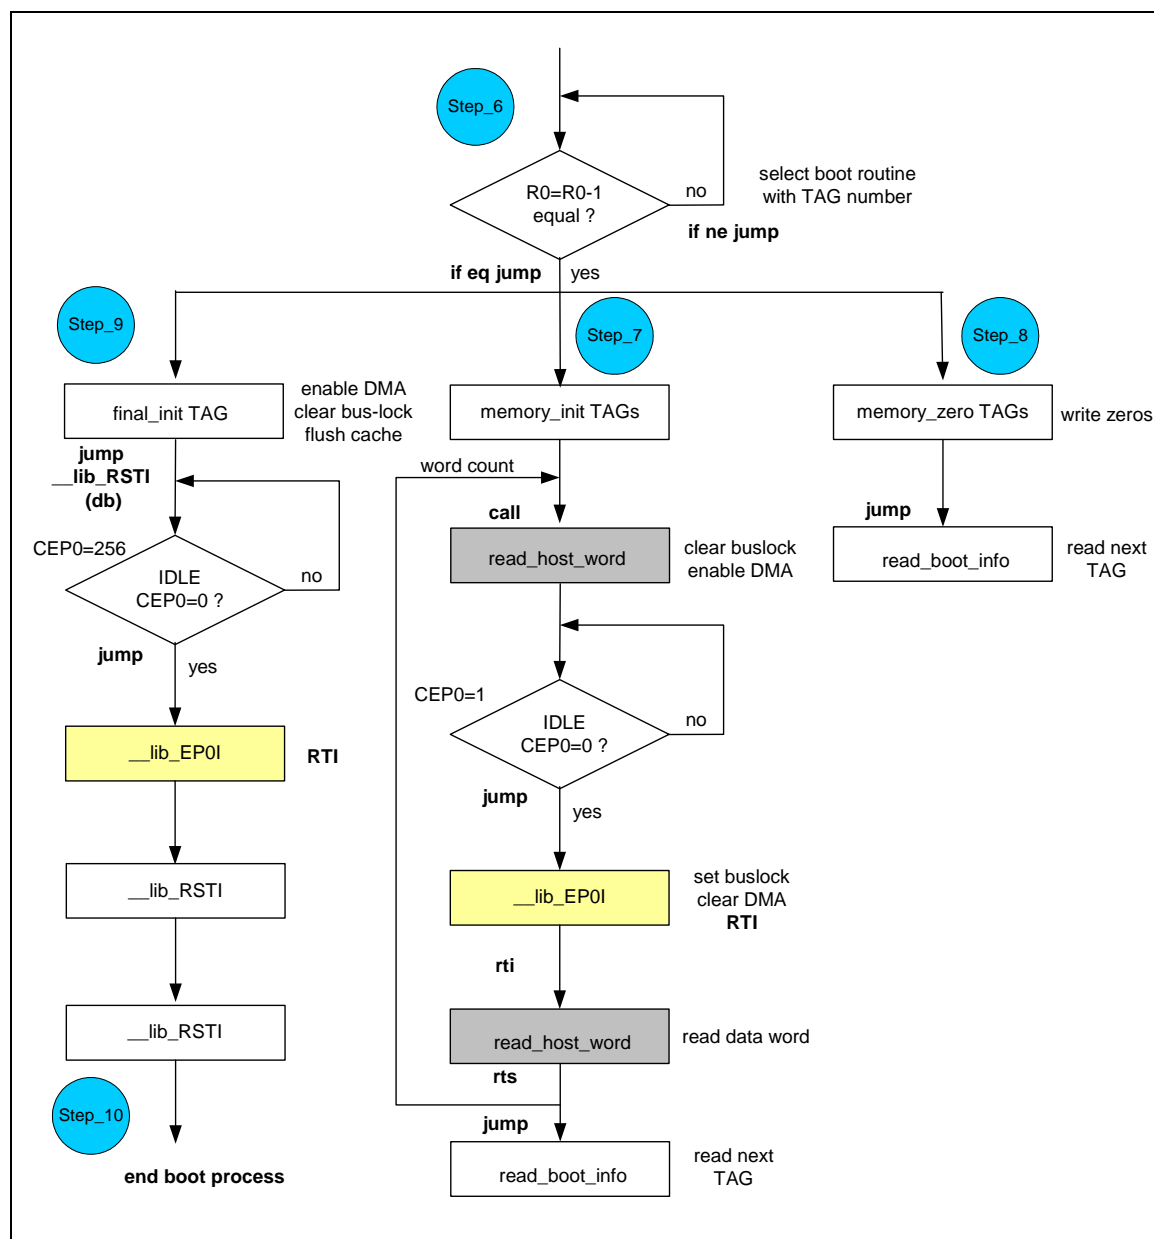 Step_6
R0=R0-1
equal ?
no
select boot routine
with TAG number
if ne jump
if eq jump
yes
Step_9
Step_7
Step_8
final_init TAG
enable DMA
clear bus-lock
flush cache
memory_init TAGs
memory_zero TAGs
write zeros
jump
__lib_RSTI
(db)
word count
call
jump
CEP0=256
IDLE
CEP0=0 ?
no
read_host_word
clear buslock
enable DMA
read_boot_info
read next
TAG
jump
yes
CEP0=1
IDLE
CEP0=0 ?
no
__lib_EP0I
RTI
jump
yes
__lib_RSTI
__lib_EP0I
set buslock
clear DMA
RTI
rti
__lib_RSTI
read_host_word
read data word
rts
Step_10
jump
end boot process
read_boot_info
read next
TAG